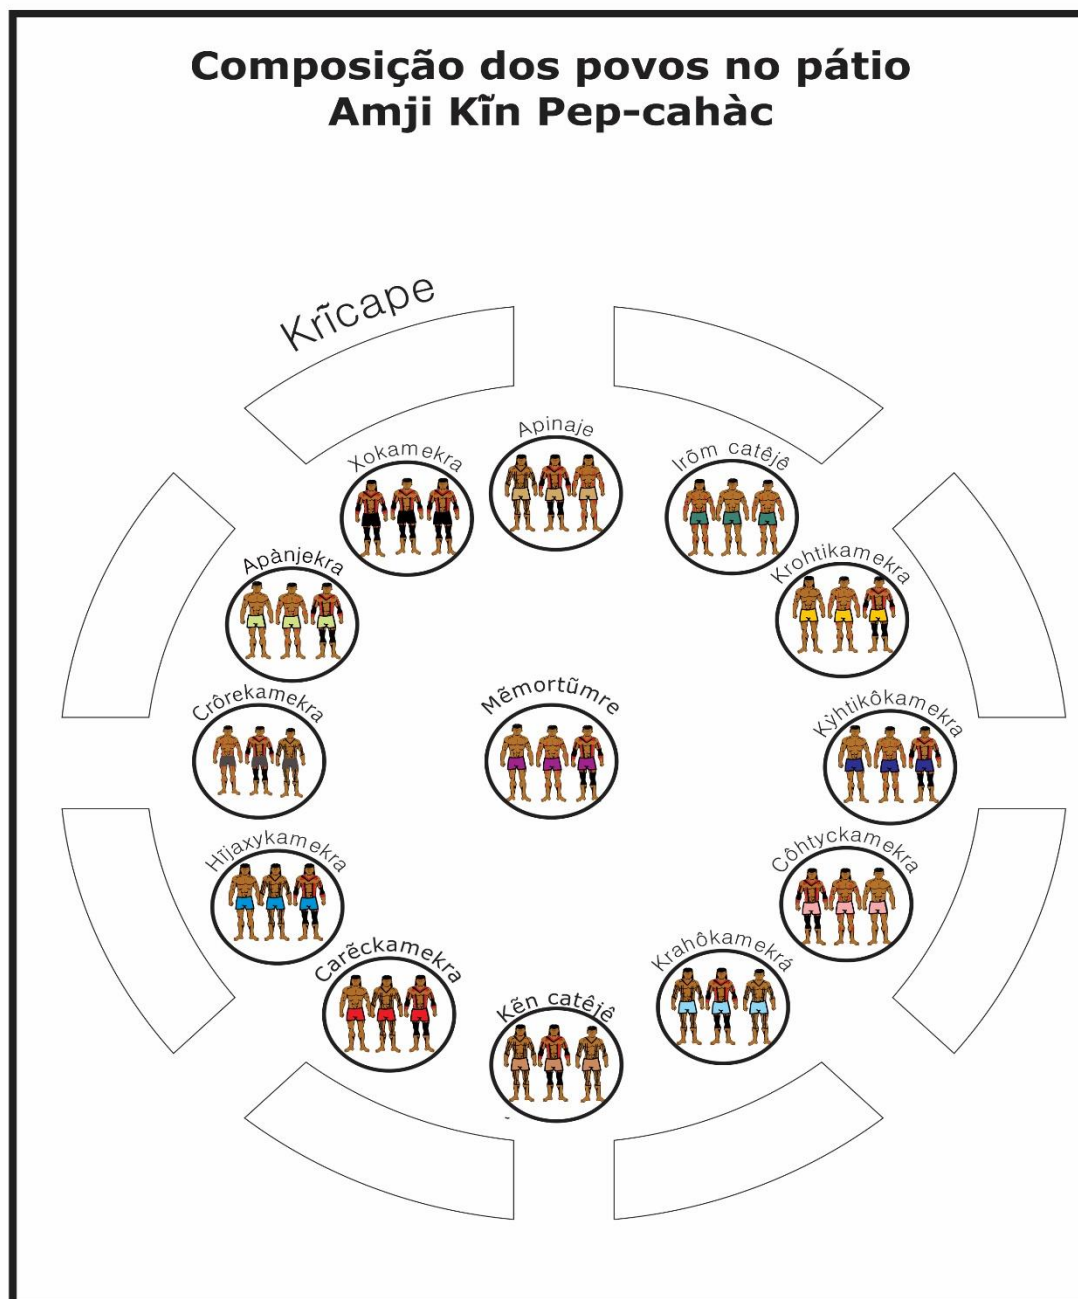 Composição dos povos no pátio
Amji Kĩn Pep-cahàc
Krĩcape
Apinaje
Xokamekra
Irõm catêjê
Apànjekra
Krohtikamekra
Crôrekamekra
Mẽmortũmre
Kỳhtikôkamekra
Hĩjaxykamekra
Côhtyckamekra
Carẽckamekra
Krahôkamekrá
Kẽn catêjê